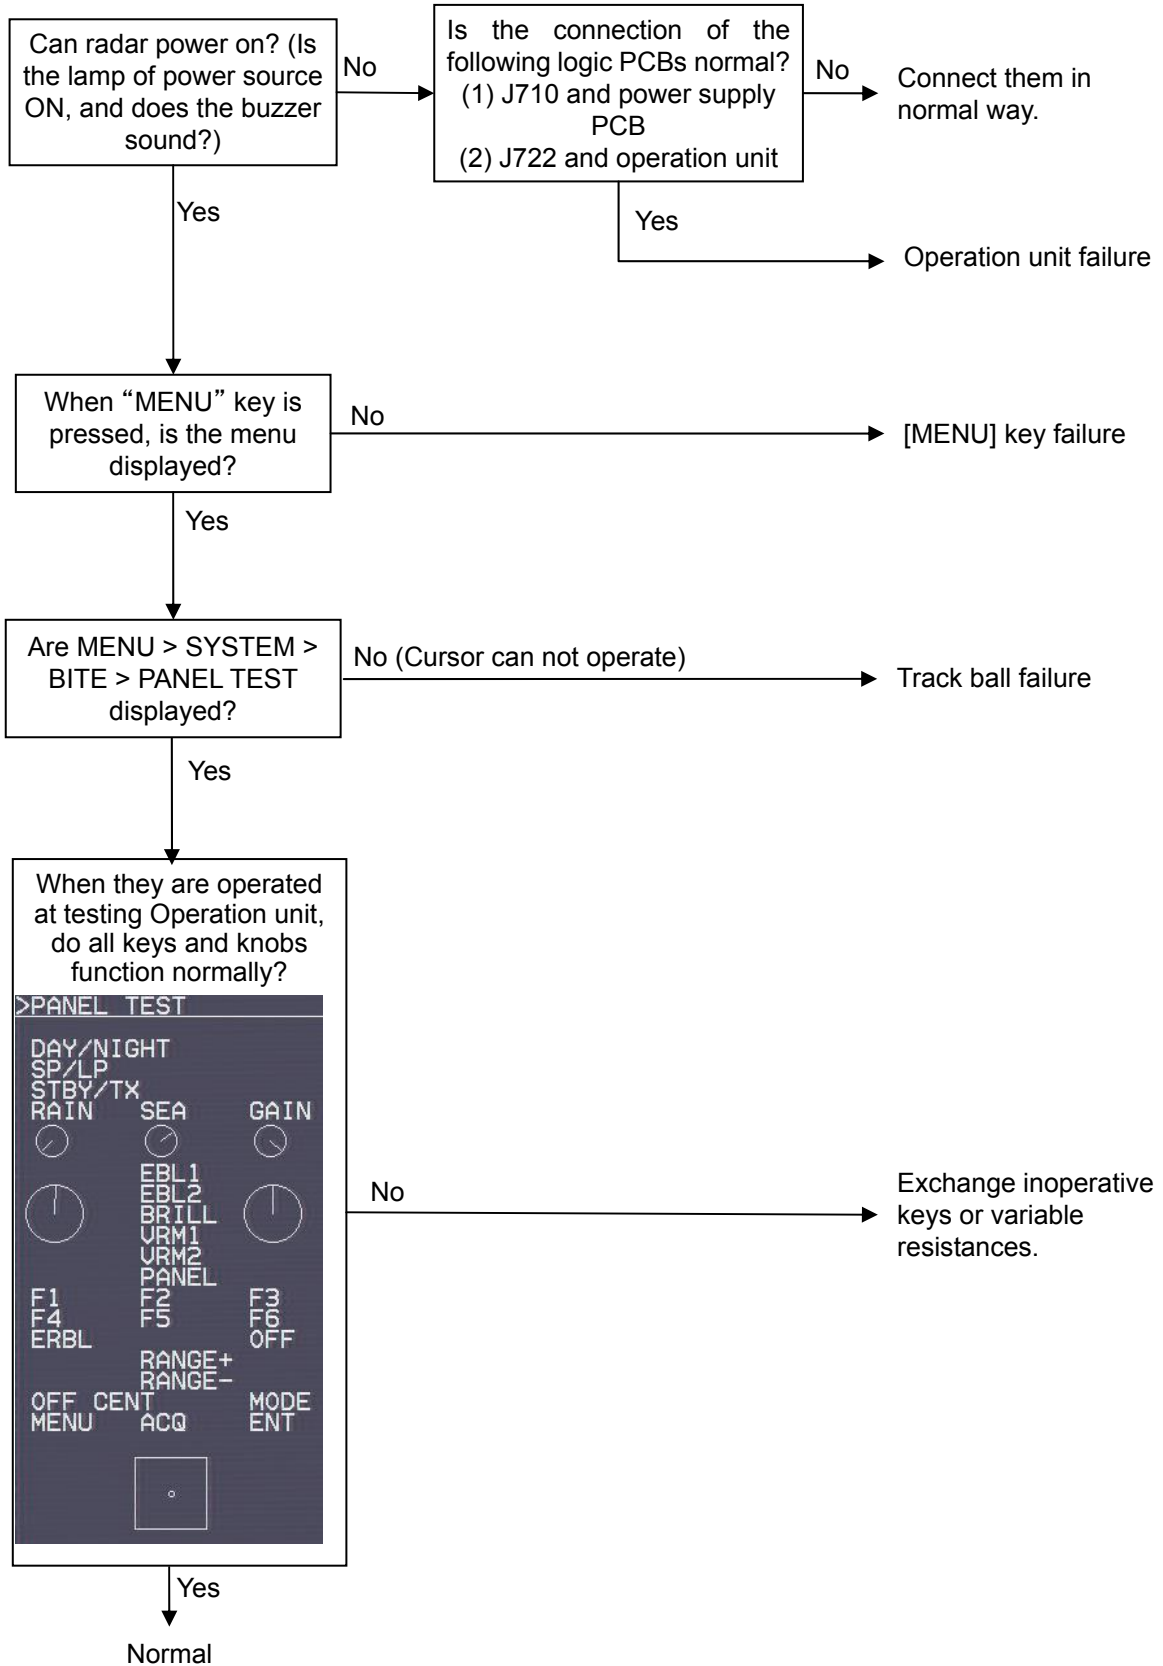 Can radar power on? (Is
the lamp of power source
ON, and does the buzzer
sound?)
No
Is the connection of the
following logic PCBs normal?
(1) J710 and power supply
PCB
(2) J722 and operation unit
No
Connect them in
normal way.
Yes
Yes
Operation unit failure
When “MENU” key is
pressed, is the menu
displayed?
No
[MENU] key failure
Yes
Are MENU > SYSTEM >
BITE > PANEL TEST
displayed?
No (Cursor can not operate)
Track ball failure
Yes
When they are operated
at testing Operation unit,
do all keys and knobs
function normally?
>PANEL TEST
DAY/NIGHT
SP/LP
STBY/TX
RAIN SEA GAIN
EBL1
EBL2
BRILL
VRM1
VRM2
PANEL
F1 F2 F3
F4 F5 F6
ERBL OFF
RANGE+
RANGE-
OFF CENT MODE
MENU ACQ ENT
No
Exchange inoperative
keys or variable
resistances.
Yes
Normal